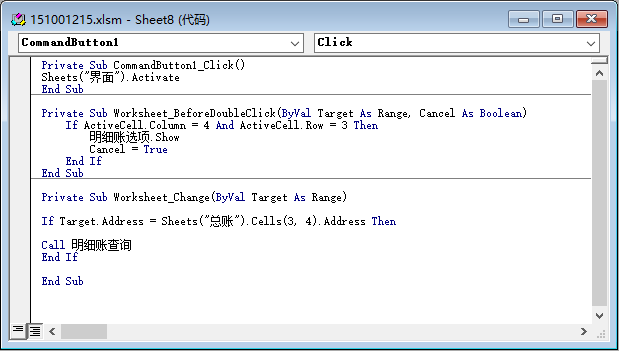 151001215.xlsm - Sheet8 (代码)
CommandButton1 Click
Private Sub CommandButton1_Click()
Sheets("界面").Activate
End Sub
Private Sub Worksheet_BeforeDoubleClick(ByVal Target As Range, Cancel As Boolean)
If ActiveCell.Column = 4 And ActiveCell.Row = 3 Then
明细账选项.Show
Cancel = True
End If
End Sub
Private Sub Worksheet_Change(ByVal Target As Range)
If Target.Address = Sheets("总账").Cells(3, 4).Address Then
Call 明细账查询
End If
End Sub